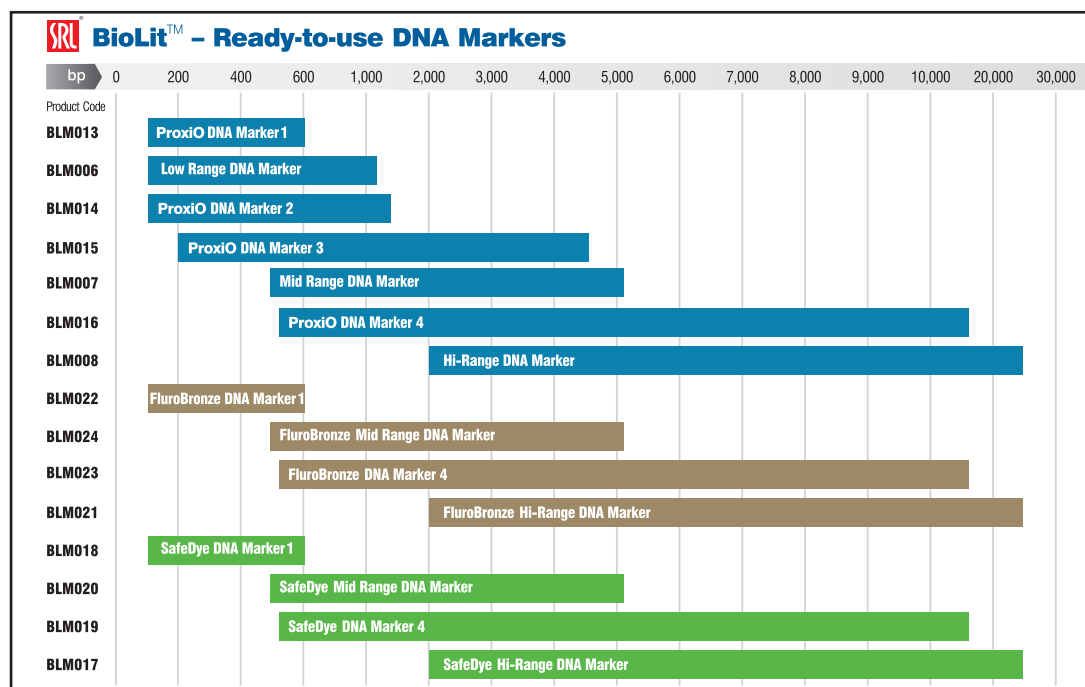 SRL® BioLit™ – Ready-to-use DNA Markers
bp 0 200 400 600 1,000 2,000 3,000 4,000 5,000 6,000 7,000 8,000 9,000 10,000 20,000 30,000
Product Code
BLM013 ProxiO DNA Marker 1
BLM006 Low Range DNA Marker
BLM014 ProxiO DNA Marker 2
BLM015 ProxiO DNA Marker 3
BLM007 Mid Range DNA Marker
BLM016 ProxiO DNA Marker 4
BLM008 Hi-Range DNA Marker
BLM022 FluroBronze DNA Marker 1
BLM024 FluroBronze Mid Range DNA Marker
BLM023 FluroBronze DNA Marker 4
BLM021 FluroBronze Hi-Range DNA Marker
BLM018 SafeDye DNA Marker 1
BLM020 SafeDye Mid Range DNA Marker
BLM019 SafeDye DNA Marker 4
BLM017 SafeDye Hi-Range DNA Marker